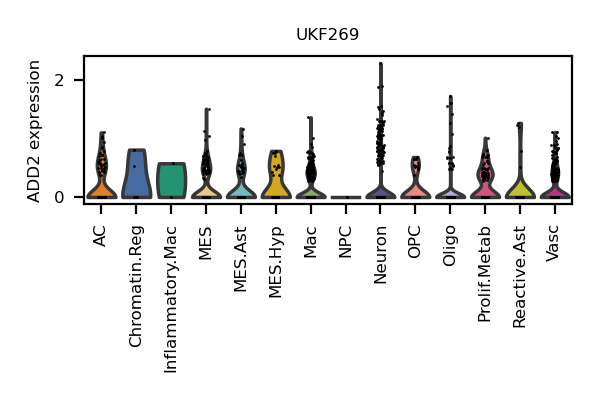 UKF269
ADD2 expression
2
0
AC
Chromatin.Reg
Inflammatory.Mac
MES
MES.Ast
MES.Hyp
Mac
NPC
Neuron
OPC
Oligo
Prolif.Metab
Reactive.Ast
Vasc